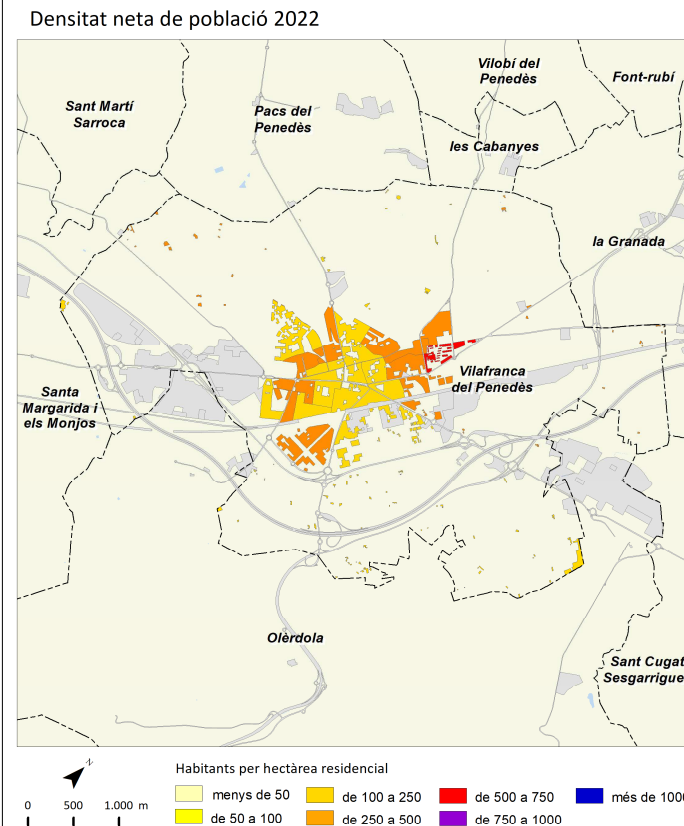 Densitat neta de població 2022
Vilobí del
Penedès
Font-rubí
Sant Martí
Sarroca
Pacs del
Penedès
les Cabanyes
la Granada
Vilafranca
del Penedès
Santa
Margarida i
els Monjos
Olèrdola
Sant Cugat
Sesgarrigue
N
0 500 1.000 m
Habitants per hectàrea residencial
menys de 50
de 100 a 250
de 500 a 750
més de 1000
de 50 a 100
de 250 a 500
de 750 a 1000